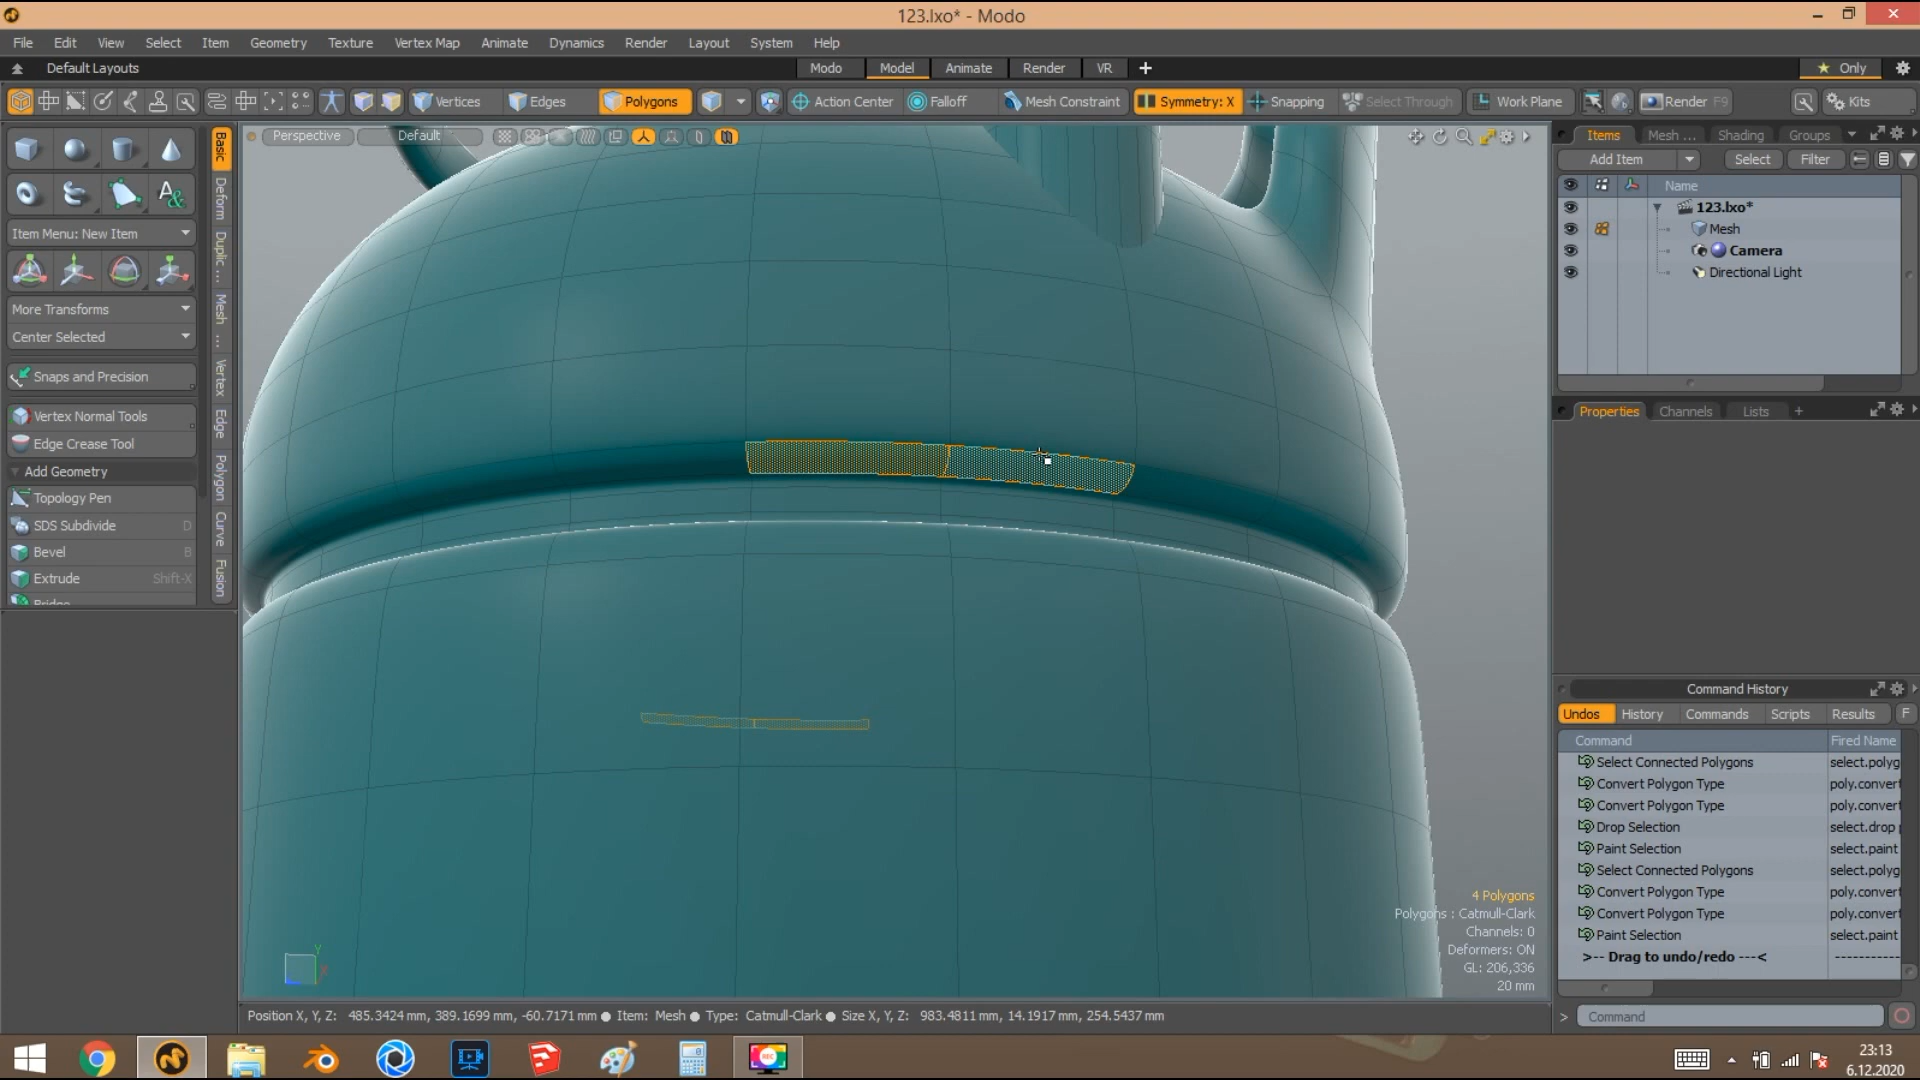 123.lxo* - Modo
File Edit View Select Item Geometry Texture Vertex Map Animate Dynamics Render Layout System Help
Default Layouts Modo Model Animate Render VR + Only
Vertices Edges Polygons Action Center Falloff Mesh Constraint Symmetry: X Snapping Select Through Work Plane Render F9 Kits
Perspective Default
Item Menu: New Item
More Transforms
Center Selected
Snaps and Precision
Vertex Normal Tools
Edge Crease Tool
Add Geometry
Topology Pen
SDS Subdivide D
Bevel B
Extrude Shift-X
Bridge
Basic
Deform
Duplic ...
Mesh ...
Vertex
Edge
Polygon
Curve
Fusion
Items Mesh ... Shading Groups
Add Item Select Filter
Name
123.lxo*
Mesh
Camera
Directional Light
Properties Channels Lists +
Command History
Undos History Commands Scripts Results F
Command Fired Name
Select Connected Polygons select.polyg
Convert Polygon Type poly.convert
Convert Polygon Type poly.convert
Drop Selection select.drop
Paint Selection select.paint
Select Connected Polygons select.polyg
Convert Polygon Type poly.convert
Convert Polygon Type poly.convert
Paint Selection select.paint
>-- Drag to undo/redo ---< -----------
> Command
4 Polygons
Polygons : Catmull-Clark
Channels: 0
Deformers: ON
GL: 206,336
20 mm
Y
X
Position X, Y, Z: 485.3424 mm, 389.1699 mm, -60.7171 mm Item: Mesh Type: Catmull-Clark Size X, Y, Z: 983.4811 mm, 14.1917 mm, 254.5437 mm
REC
23:13
6.12.2020